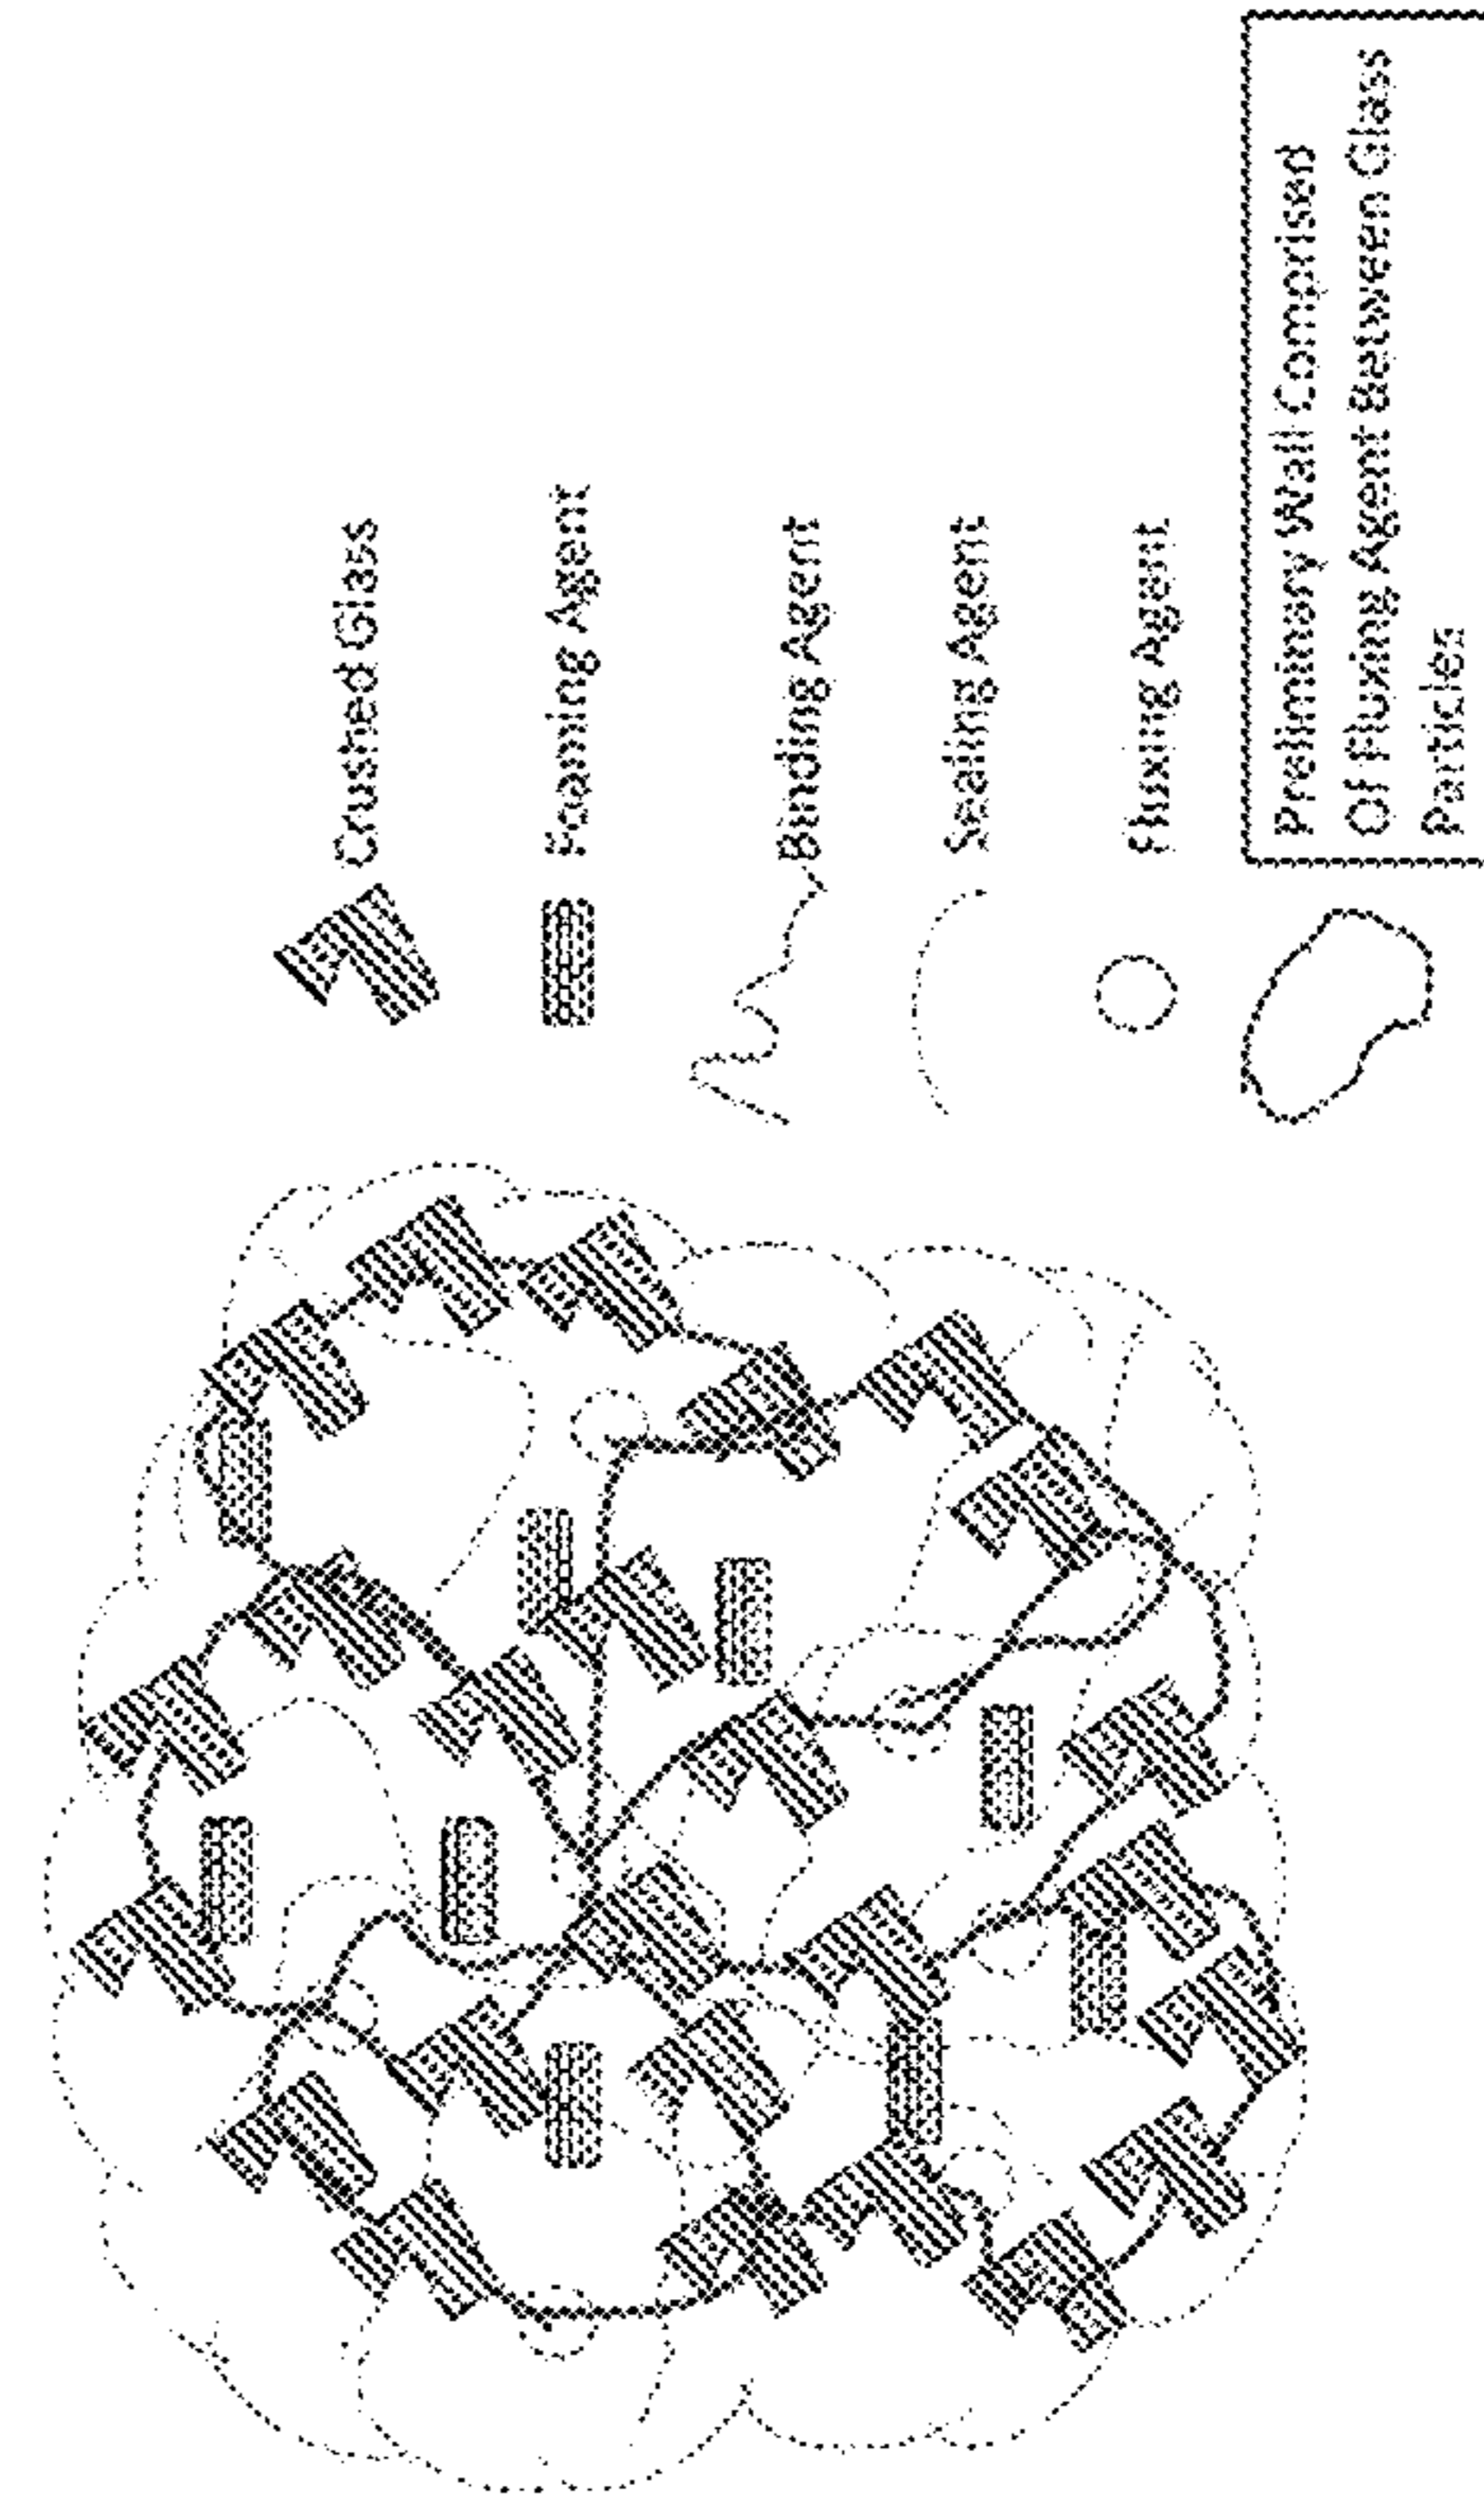 Crushed Glass
Foaming Agent
Binding Agent
Sealing Agent
Fluxing Agent
Preliminary Wall Comprised
Of Fluxing Agent Between Glass
Particles